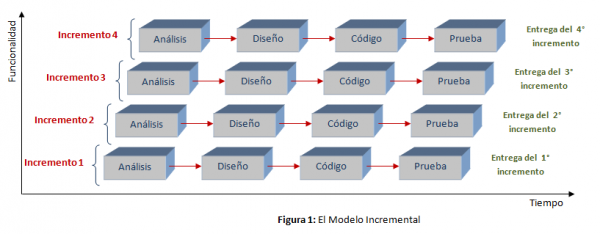 Funcionalidad
Incremento 4
Análisis
Diseño
Código
Prueba
Entrega del 4°
incremento
Incremento 3
Análisis
Diseño
Código
Prueba
Entrega del 3°
incremento
Incremento 2
Análisis
Diseño
Código
Prueba
Entrega del 2°
incremento
Incremento 1
Análisis
Diseño
Código
Prueba
Entrega del 1°
incremento
Tiempo
Figura 1: El Modelo Incremental